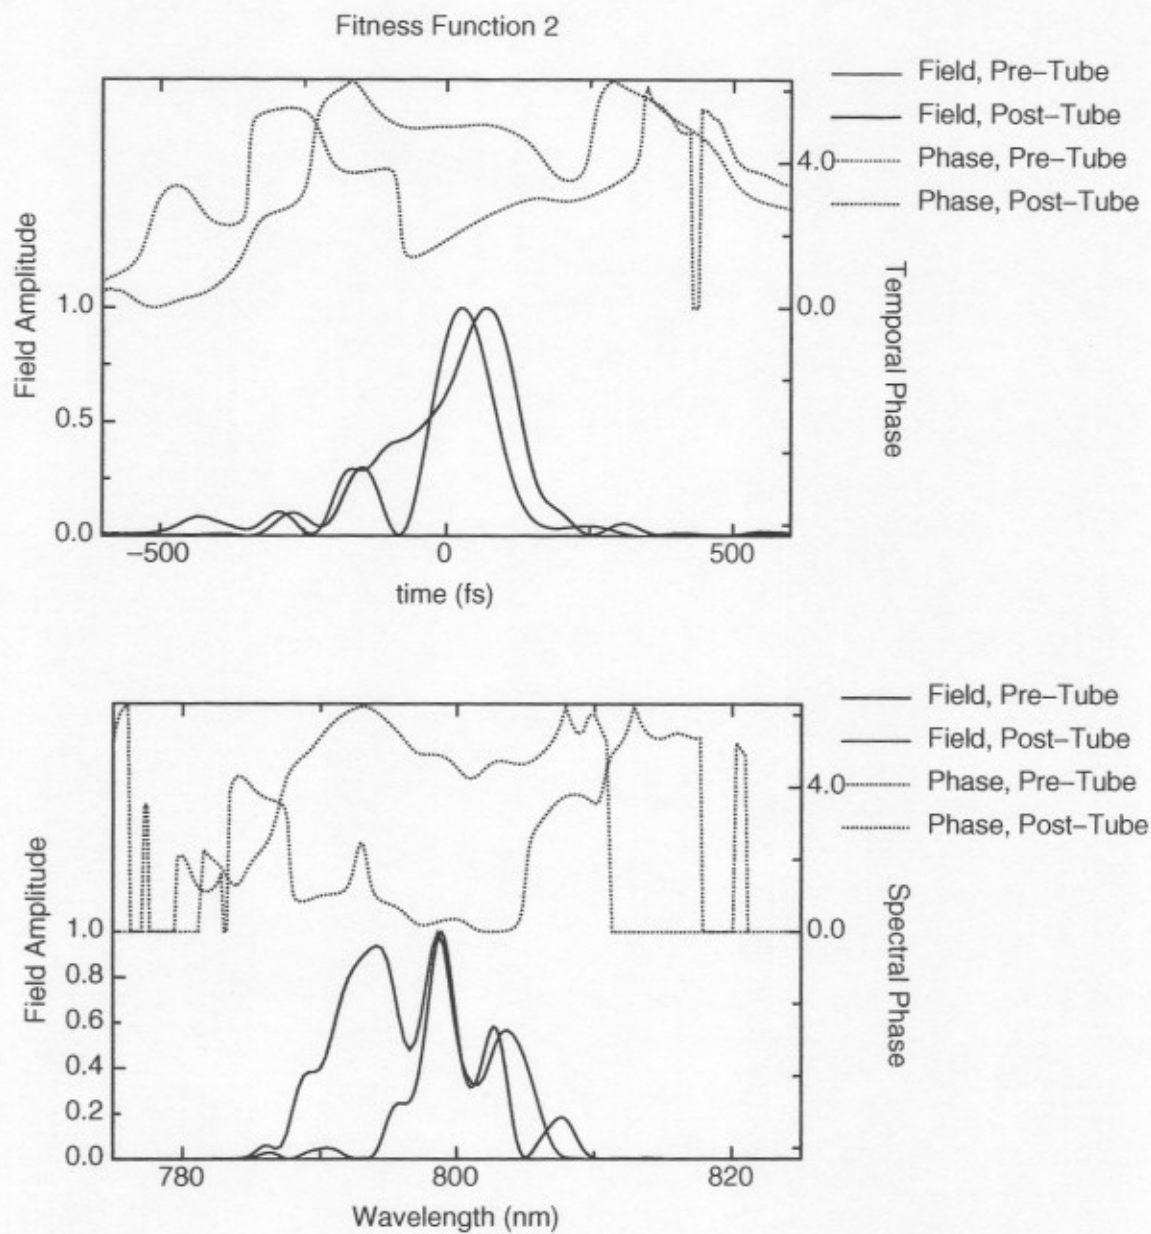 Fitness Function 2
Field, Pre–Tube
Field, Post–Tube
Phase, Pre–Tube
Phase, Post–Tube
Field Amplitude
1.0
0.5
0.0
4.0
0.0
Temporal Phase
–500
0
500
time (fs)
Field, Pre–Tube
Field, Post–Tube
Phase, Pre–Tube
Phase, Post–Tube
Field Amplitude
1.0
0.8
0.6
0.4
0.2
0.0
4.0
0.0
Spectral Phase
780
800
820
Wavelength (nm)